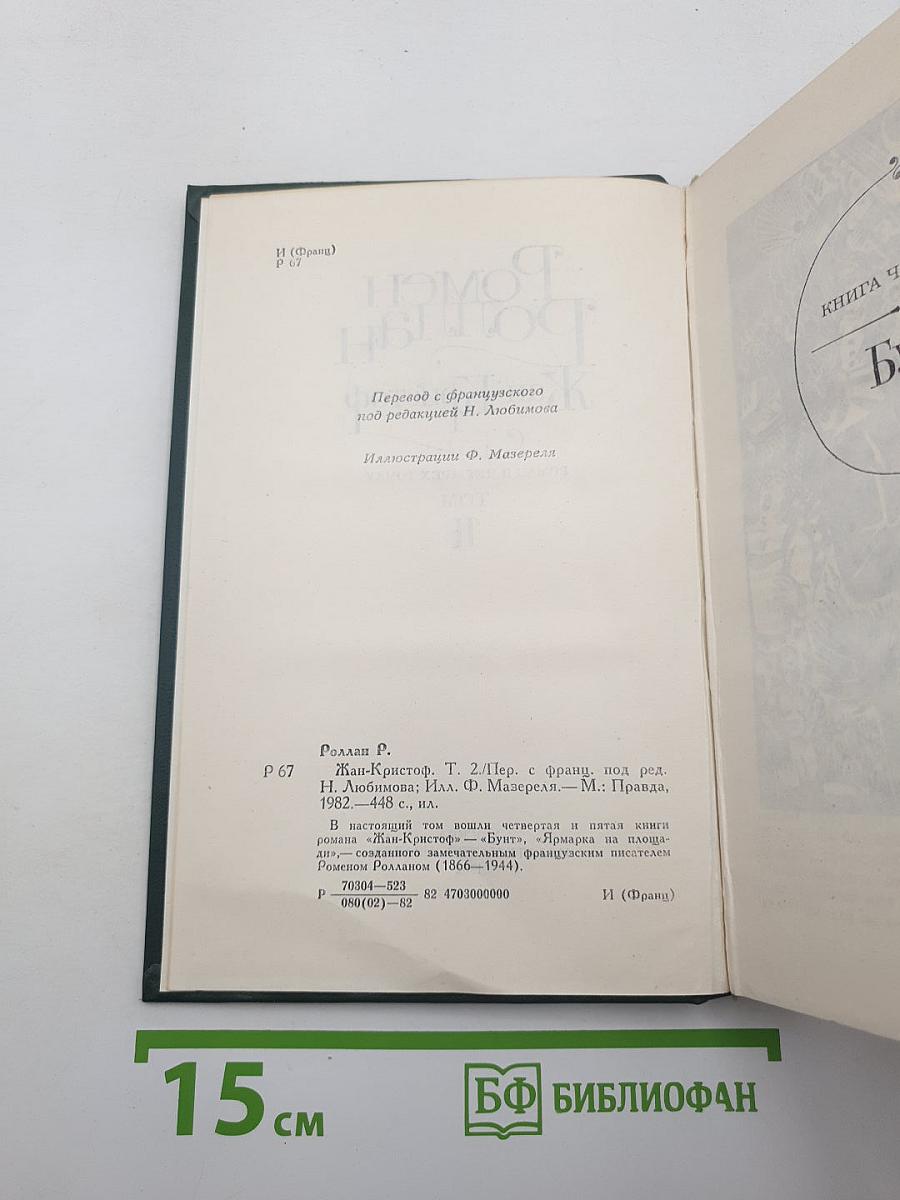 И (Франц)
Р 67
Перевод с французского
под редакцией Н. Любимова
Иллюстрации Ф. Мазереля
Роллан Р.
Р 67 Жан-Кристоф. Т. 2./Пер. с франц. под ред.
Н. Любимова; Илл. Ф. Мазереля.— М.: Правда,
1982.—448 с., ил.
В настоящий том вошли четвертая и пятая книги
романа «Жан-Кристоф» — «Бунт», «Ярмарка на площа-
ди»,— созданного замечательным французским писателем
Роменом Ролланом (1866—1944).
70304—523
Р 82 4703000000 И (Франц)
080(02)—82
КНИГА
15 см
БФ БИБЛИОФАН